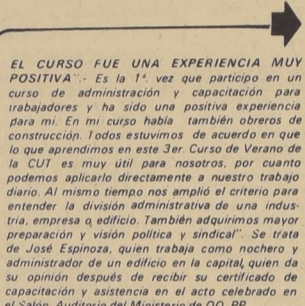 EL CURSO FUE UNA EXPERIENCIA MUY
POSITIVA".- Es la 1ª. vez que participo en un
curso de administración y capacitación para
trabajadores y ha sido una positiva experiencia
para mi. En mi curso había también obreros de
construcción. Todos estuvimos de acuerdo en que
lo que aprendimos en este 3er. Curso de Verano de
la CUT es muy útil para nosotros, por cuanto
podemos aplicarlo directamente a nuestro trabajo
diario. Al mismo tiempo nos amplió el criterio para
entender la división administrativa de una indus-
tria, empresa o edificio. También adquirimos mayor
preparación y visión política y sindical". Se trata
de José Espinoza, quien trabaja como nochero y
administrador de un edificio en la capital, quien da
su opinión después de recibir su certificado de
capacitación y asistencia en el acto celebrado en
el Salón Auditorio del Ministerio de OO. PP.